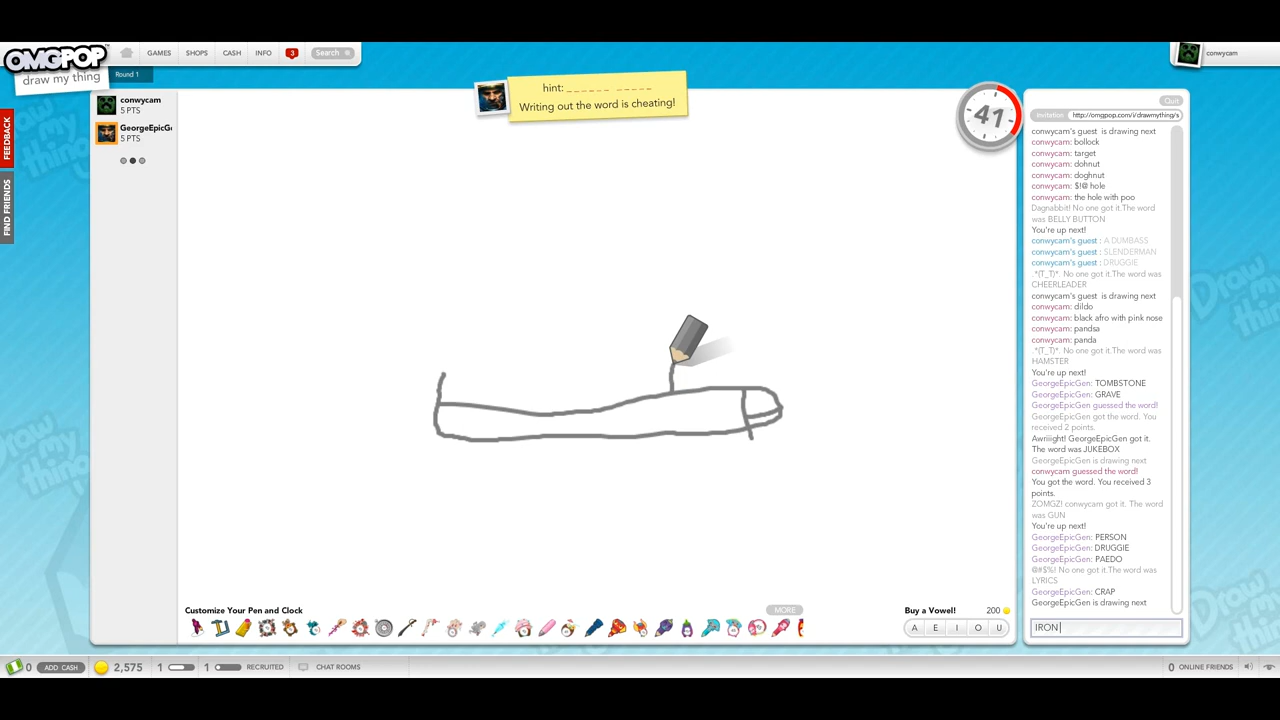 OMGPOP
GAMES SHOPS CASH INFO 3 Search
conwycam
draw my thing
Round 1
FEEDBACK
FIND FRIENDS
conwycam
5 PTS
GeorgeEpicG
5 PTS
hint: _ _ _ _ _ _ _ _ _ _ _
Writing out the word is cheating!
41
Quit
Invitation http://omgpop.com/i/drawmything/s
conwycam's guest is drawing next
conwycam: bollock
conwycam: target
conwycam: dohnut
conwycam: doghnut
conwycam: $!@ hole
conwycam: the hole with poo
Dagnabbit! No one got it.The word
was BELLY BUTTON
You're up next!
conwycam's guest : A DUMBASS
conwycam's guest : SLENDERMAN
conwycam's guest : DRUGGIE
.*(T_T)*. No one got it.The word was
CHEERLEADER
conwycam's guest is drawing next
conwycam: dildo
conwycam: black afro with pink nose
conwycam: pandsa
conwycam: panda
.*(T_T)*. No one got it.The word was
HAMSTER
You're up next!
GeorgeEpicGen: TOMBSTONE
GeorgeEpicGen: GRAVE
GeorgeEpicGen guessed the word!
GeorgeEpicGen got the word. You
received 2 points.
Awriiight! GeorgeEpicGen got it.
The word was JUKEBOX
GeorgeEpicGen is drawing next
conwycam guessed the word!
You got the word. You received 3
points.
ZOMGZ! conwycam got it. The word
was GUN
You're up next!
GeorgeEpicGen: PERSON
GeorgeEpicGen: DRUGGIE
GeorgeEpicGen: PAEDO
@#$%! No one got it.The word was
LYRICS
GeorgeEpicGen: CRAP
GeorgeEpicGen is drawing next
IRON
Customize Your Pen and Clock
MORE
Buy a Vowel! 200
A E I O U
0 ADD CASH 2,575 1 1 RECRUITED CHAT ROOMS
0 ONLINE FRIENDS